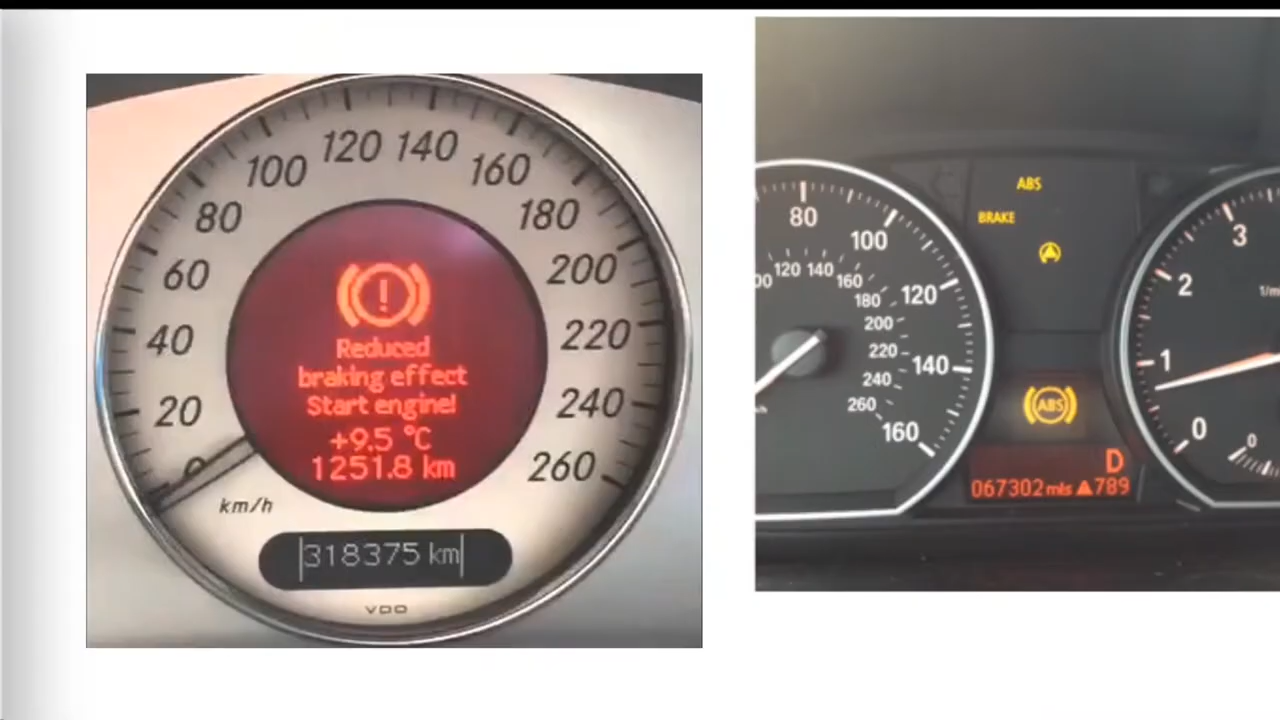 120 140
100 160
80 180
60 200
40 220
20 240
0 260
km/h
Reduced
braking effect
Start engine!
+9.5 °C
1251.8 km
318375 km
VDO
80
100
120
140
160
120 140
160
180
200
220
240
260
ABS
BRAKE
ABS
D
067302 mls ▲789
3
2
1
0
0